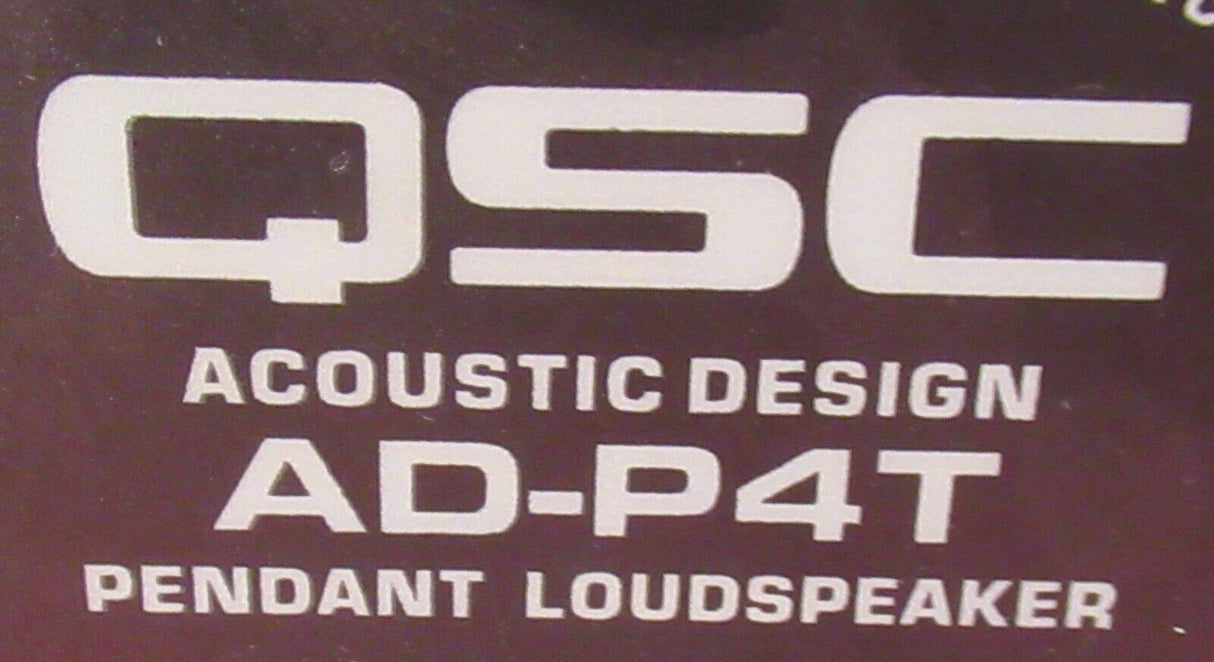 QSC
ACOUSTIC DESIGN
AD-P4T
PENDANT LOUDSPEAKER